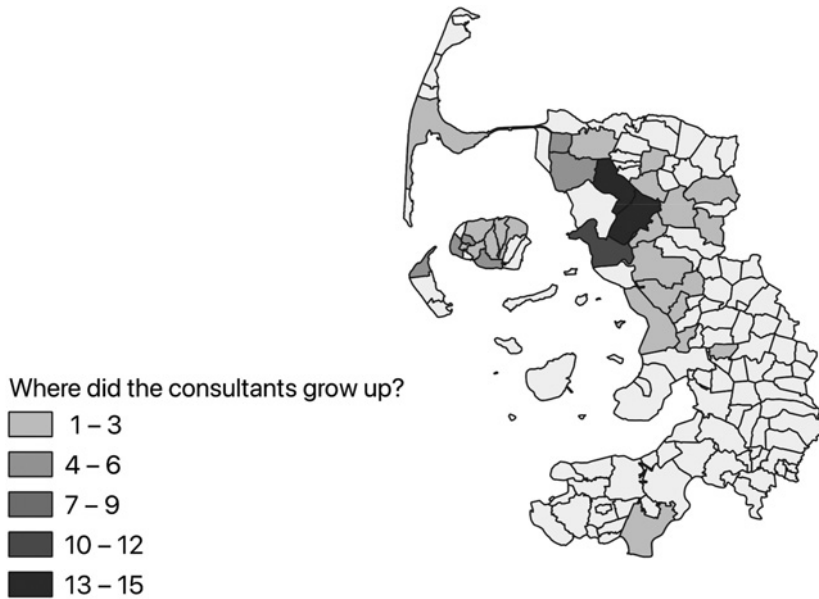 Where did the consultants grow up?
1 – 3
4 – 6
7 – 9
10 – 12
13 – 15